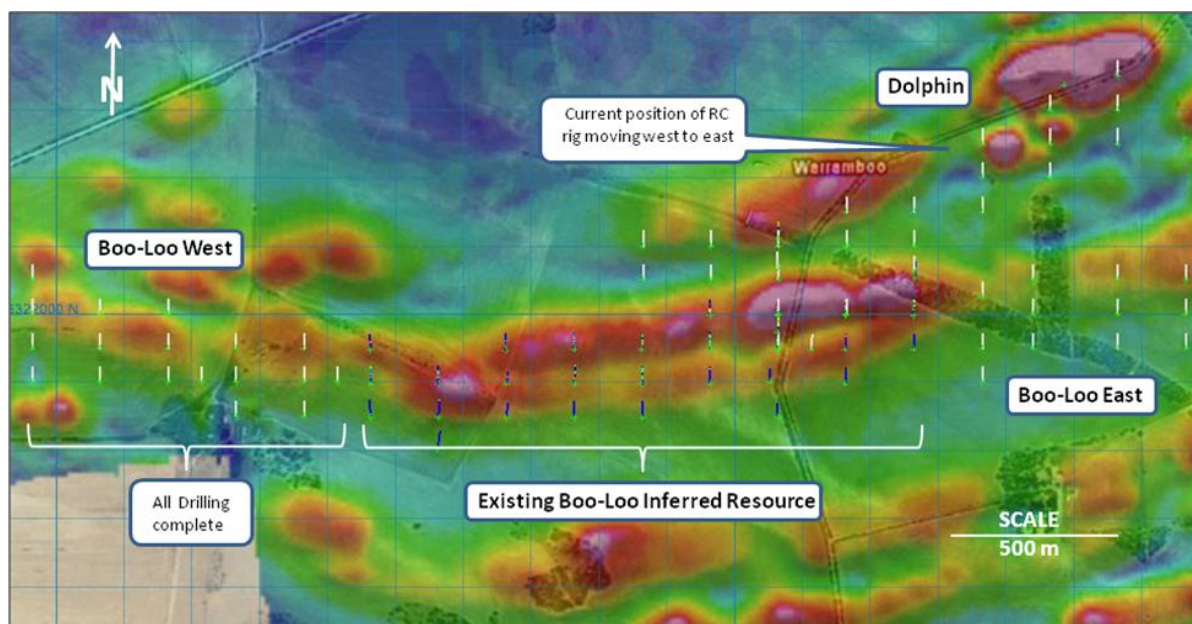 N
Dolphin
Current position of RC
rig moving west to east
Warramboo
Boo-Loo West
6322000 N
Boo-Loo East
All Drilling
complete
Existing Boo-Loo Inferred Resource
SCALE
500 m